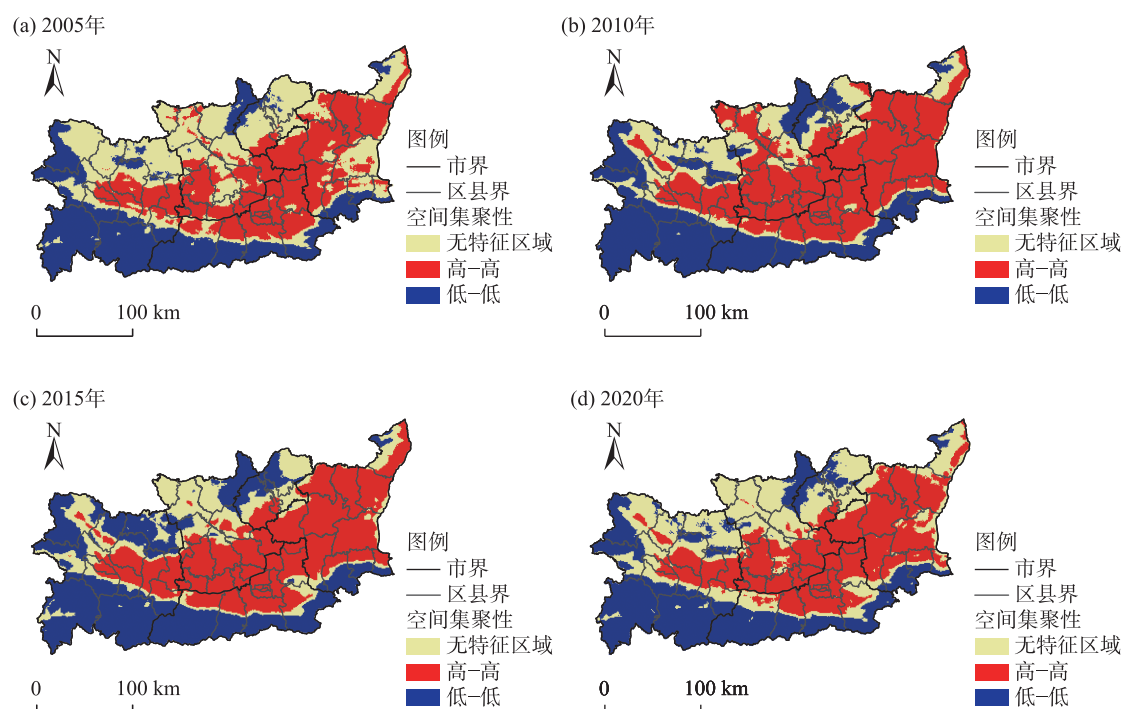 (a) 2005年
N
图例
市界
区县界
空间集聚性
无特征区域
高−高
低−低
0 100 km
(b) 2010年
N
图例
市界
区县界
空间集聚性
无特征区域
高−高
低−低
0 100 km
(c) 2015年
N
图例
市界
区县界
空间集聚性
无特征区域
高−高
低−低
0 100 km
(d) 2020年
N
图例
市界
区县界
空间集聚性
无特征区域
高−高
低−低
0 100 km